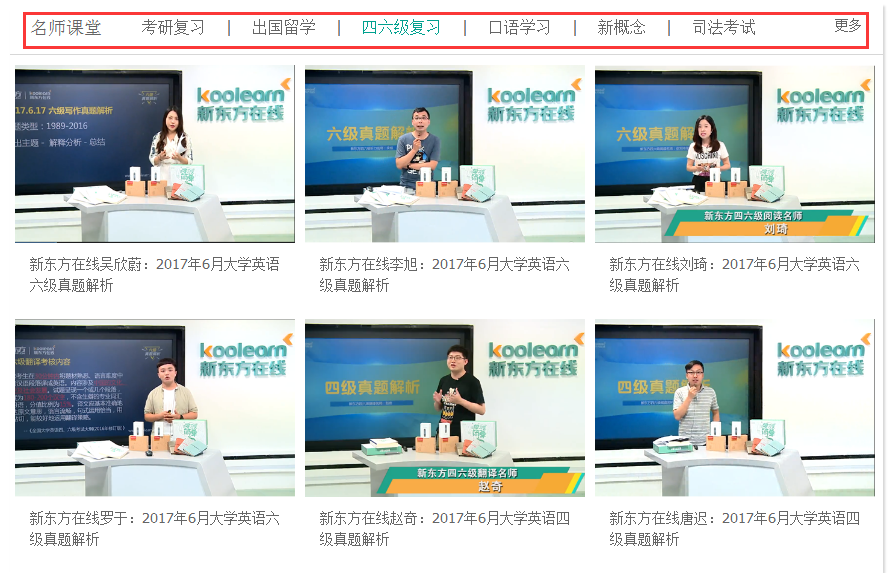 名师课堂 考研复习 | 出国留学 | 四六级复习 | 口语学习 | 新概念 | 司法考试 更多
17.6.17 六级写作真题解析
类型：1989-2016
出主题 - 解释分析 - 总结
koolearn
新东方在线
六级真题解析
koolearn
新东方在线
六级真题解
koolearn
新东方在线
新东方四六级阅读名师
刘琦
新东方在线吴欣蔚：2017年6月大学英语
六级真题解析
新东方在线李旭：2017年6月大学英语六
级真题解析
新东方在线刘琦：2017年6月大学英语六
级真题解析
级翻译考核内容
koolearn
新东方在线
四级真题解析
koolearn
新东方在线
新东方四六级翻译名师
赵奇
四级真题解析
koolearn
新东方在线
新东方在线罗于：2017年6月大学英语六
级真题解析
新东方在线赵奇：2017年6月大学英语四
级真题解析
新东方在线唐迟：2017年6月大学英语四
级真题解析